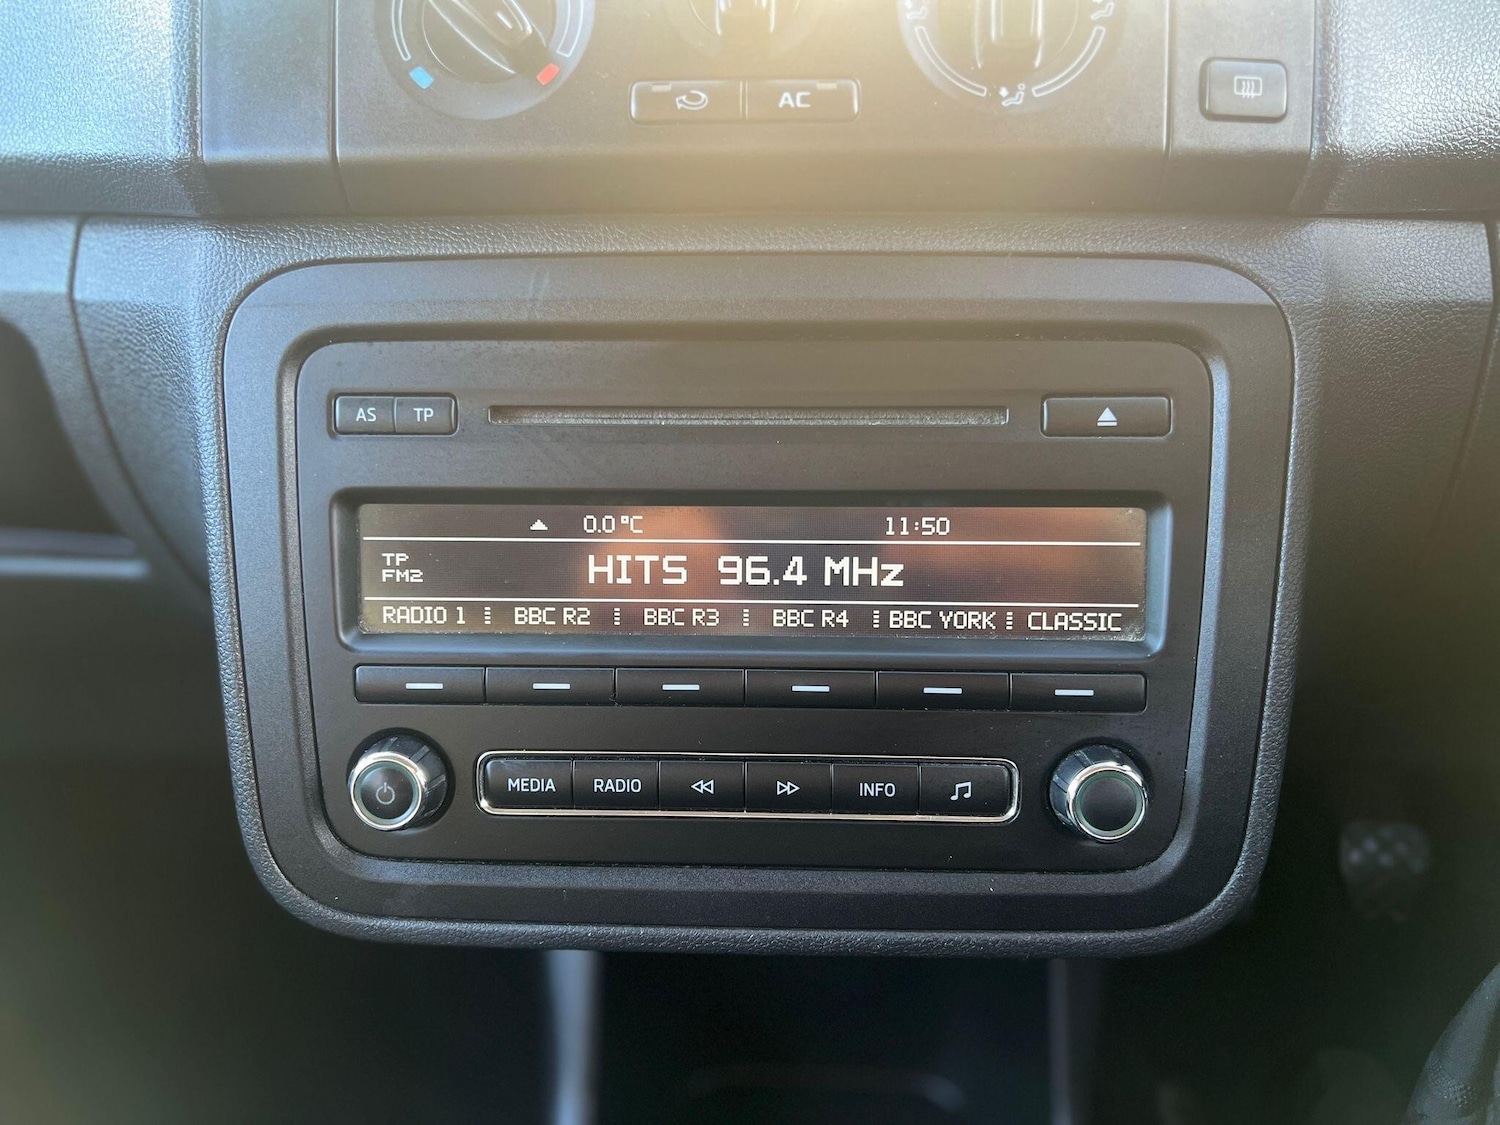 AC
AS TP
0.0 °C 11:50
TP
FM2
HITS 96.4 MHz
RADIO 1 BBC R2 BBC R3 BBC R4 BBC YORK CLASSIC
MEDIA RADIO INFO